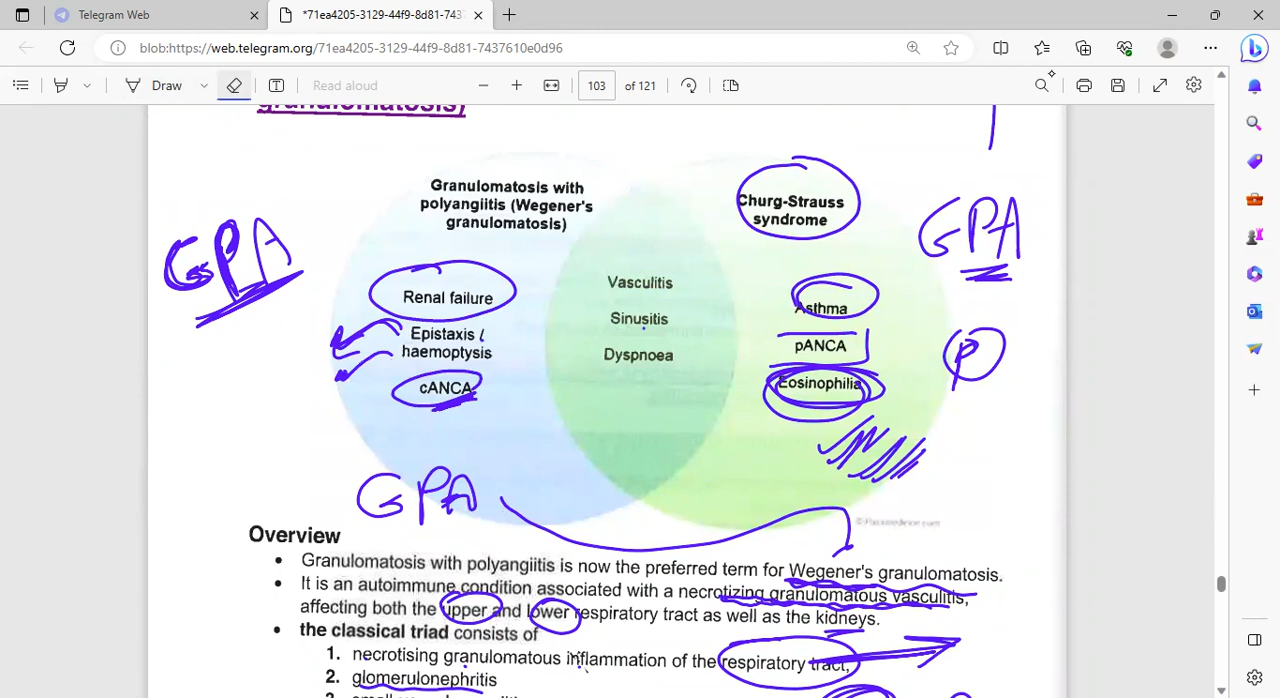 Telegram Web
*71ea4205-3129-44f9-8d81-743
blob:https://web.telegram.org/71ea4205-3129-44f9-8d81-7437610e0d96
Draw
Read aloud
103 of 121
granulomatosis)
Granulomatosis with
polyangiitis (Wegener's
granulomatosis)
Churg-Strauss
syndrome
GPA
GPA
Renal failure
Epistaxis /
haemoptysis
cANCA
Vasculitis
Sinusitis
Dyspnoea
Asthma
pANCA
Eosinophilia
P
GPA
Overview
• Granulomatosis with polyangiitis is now the preferred term for Wegener's granulomatosis.
• It is an autoimmune condition associated with a necrotizing granulomatous vasculitis,
affecting both the upper and lower respiratory tract as well as the kidneys.
• the classical triad consists of
1. necrotising granulomatous inflammation of the respiratory tract,
2. glomerulonephritis